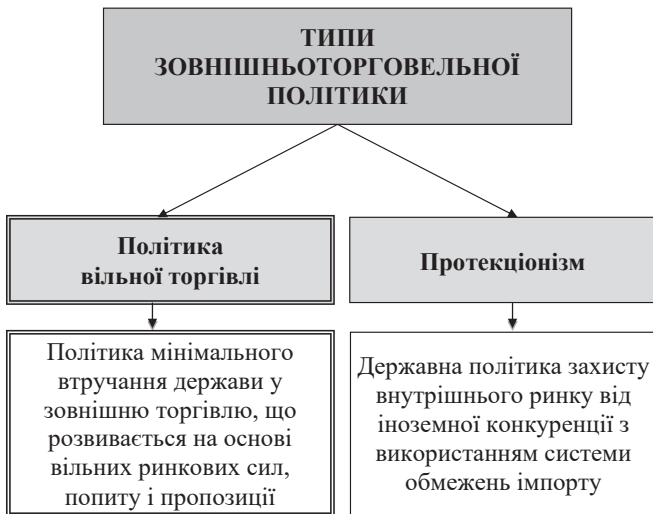 ТИПИ
ЗОВНІШНЬОТОРГОВЕЛЬНОЇ
ПОЛІТИКИ
Політика
вільної торгівлі
Протекціонізм
Політика мінімального
втручання держави у
зовнішню торгівлю, що
розвивається на основі
вільних ринкових сил,
попиту і пропозиції
Державна політика захисту
внутрішнього ринку від
іноземної конкуренції з
використанням системи
обмежень імпорту